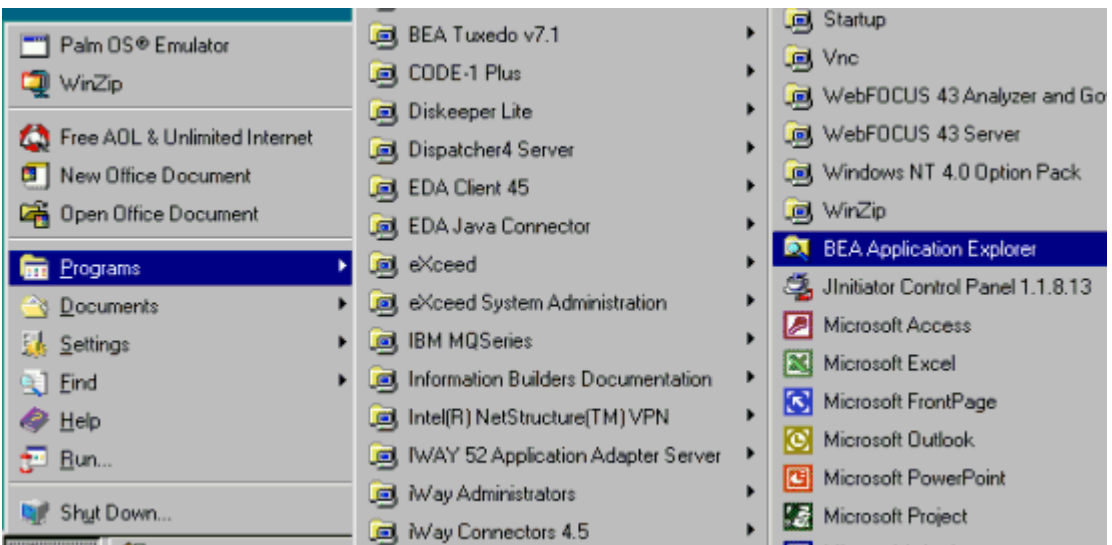 Palm OS® Emulator
WinZip
Free AOL & Unlimited Internet
New Office Document
Open Office Document
Programs
Documents
Settings
Find
Help
Run...
Shut Down...
BEA Tuxedo v7.1
CODE-1 Plus
Diskeeper Lite
Dispatcher4 Server
EDA Client 45
EDA Java Connector
eXceed
eXceed System Administration
IBM MQSeries
Information Builders Documentation
Intel(R) NetStructure(TM) VPN
IWAY 52 Application Adapter Server
iWay Administrators
iWay Connectors 4.5
Startup
Vnc
WebFOCUS 43 Analyzer and Go
WebFOCUS 43 Server
Windows NT 4.0 Option Pack
WinZip
BEA Application Explorer
JInitiator Control Panel 1.1.8.13
Microsoft Access
Microsoft Excel
Microsoft FrontPage
Microsoft Outlook
Microsoft PowerPoint
Microsoft Project